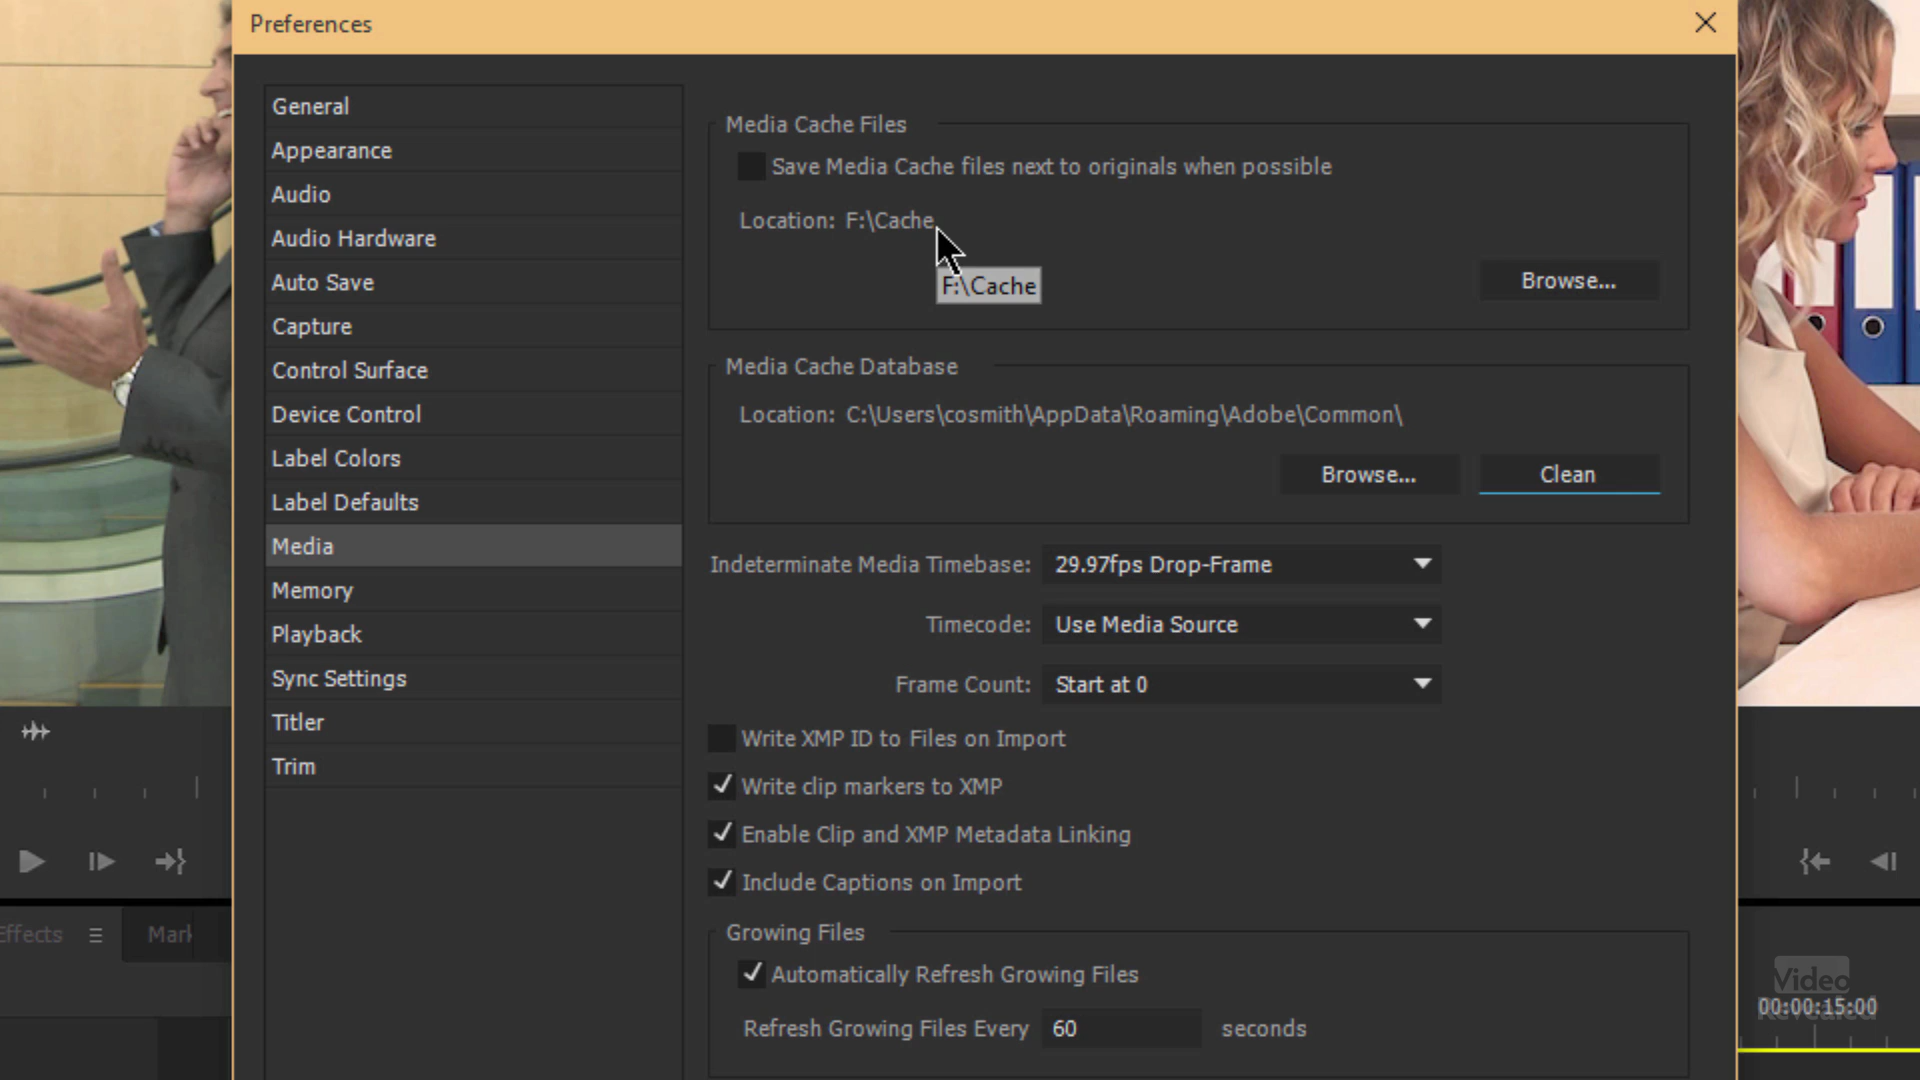 Preferences
General
Appearance
Audio
Audio Hardware
Auto Save
Capture
Control Surface
Device Control
Label Colors
Label Defaults
Media
Memory
Playback
Sync Settings
Titler
Trim
Media Cache Files
Save Media Cache files next to originals when possible
Location: F:\Cache
F:\Cache
Browse...
Media Cache Database
Location: C:\Users\cosmith\AppData\Roaming\Adobe\Common\
Browse...
Clean
Indeterminate Media Timebase: 29.97fps Drop-Frame
Timecode: Use Media Source
Frame Count: Start at 0
Write XMP ID to Files on Import
Write clip markers to XMP
Enable Clip and XMP Metadata Linking
Include Captions on Import
Growing Files
Automatically Refresh Growing Files
Refresh Growing Files Every 60 seconds
Effects
Mark
Video
Revealed
00:00:15:00